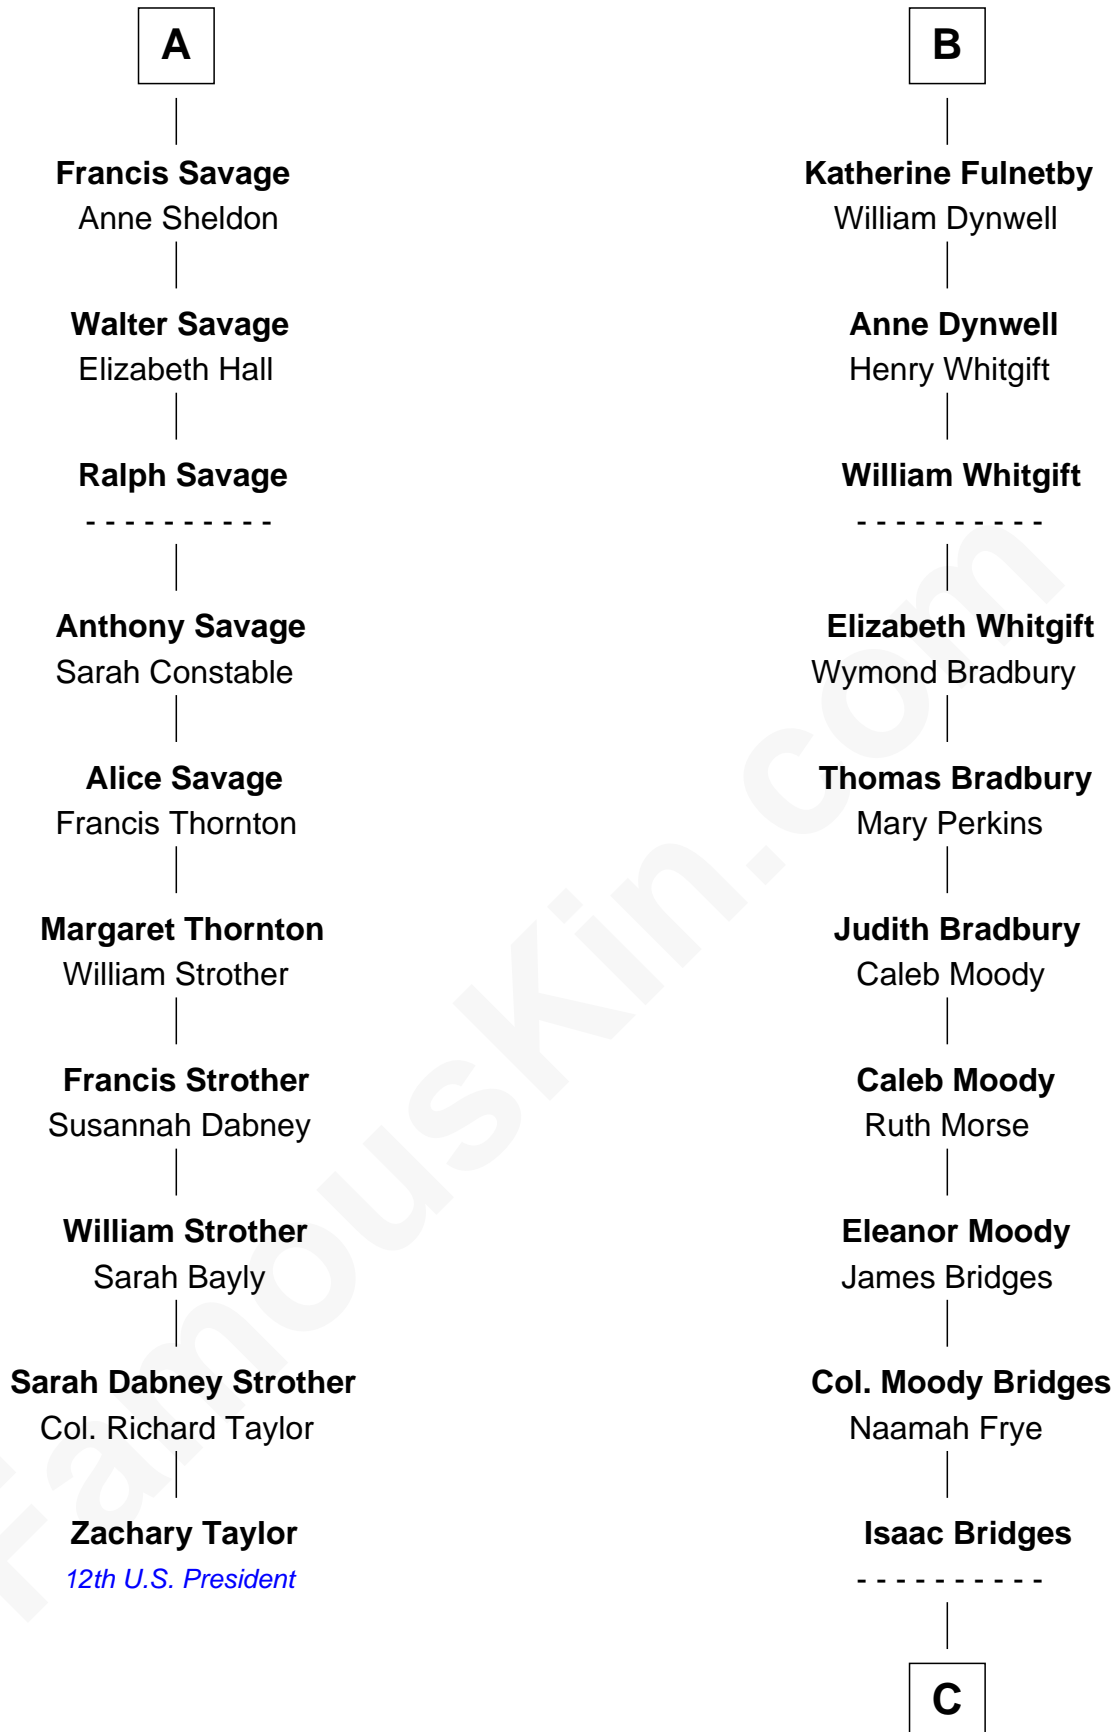 A
Francis Savage
Anne Sheldon
Walter Savage
Elizabeth Hall
Ralph Savage
- - - - - - - - - -
Anthony Savage
Sarah Constable
Alice Savage
Francis Thornton
Margaret Thornton
William Strother
Francis Strother
Susannah Dabney
William Strother
Sarah Bayly
Sarah Dabney Strother
Col. Richard Taylor
Zachary Taylor
12th U.S. President
B
Katherine Fulnetby
William Dynwell
Anne Dynwell
Henry Whitgift
William Whitgift
- - - - - - - - - -
Elizabeth Whitgift
Wymond Bradbury
Thomas Bradbury
Mary Perkins
Judith Bradbury
Caleb Moody
Caleb Moody
Ruth Morse
Eleanor Moody
James Bridges
Col. Moody Bridges
Naamah Frye
Isaac Bridges
- - - - - - - - - -
C
FamousKin.com